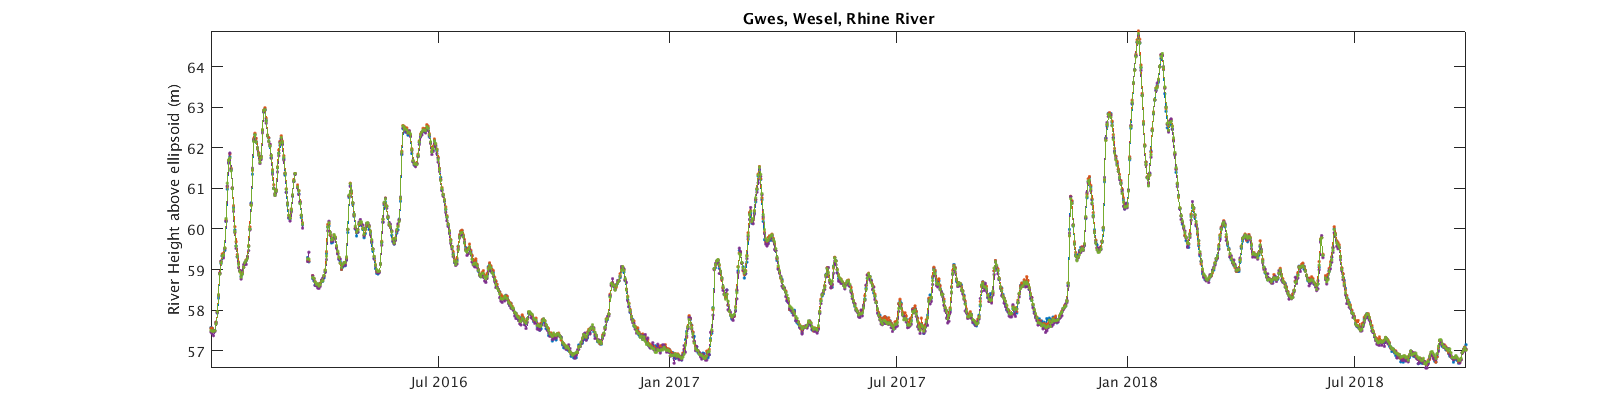 Gwes, Wesel, Rhine River
River Height above ellipsoid (m)
64
63
62
61
60
59
58
57
Jul 2016
Jan 2017
Jul 2017
Jan 2018
Jul 2018